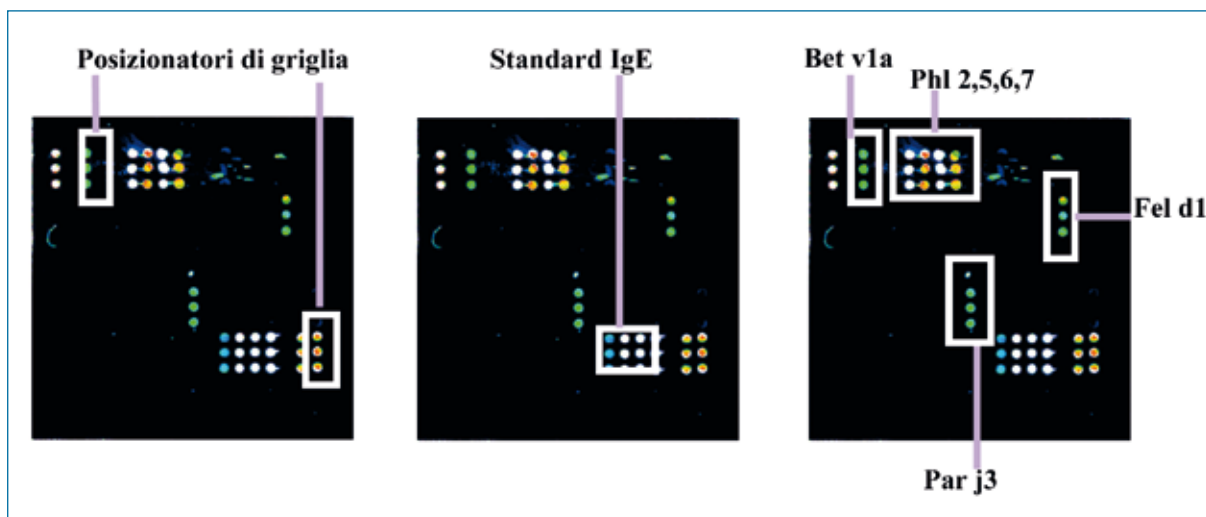 Posizionatori di griglia
Standard IgE
Bet v1a
Phl 2,5,6,7
Fel d1
Par j3